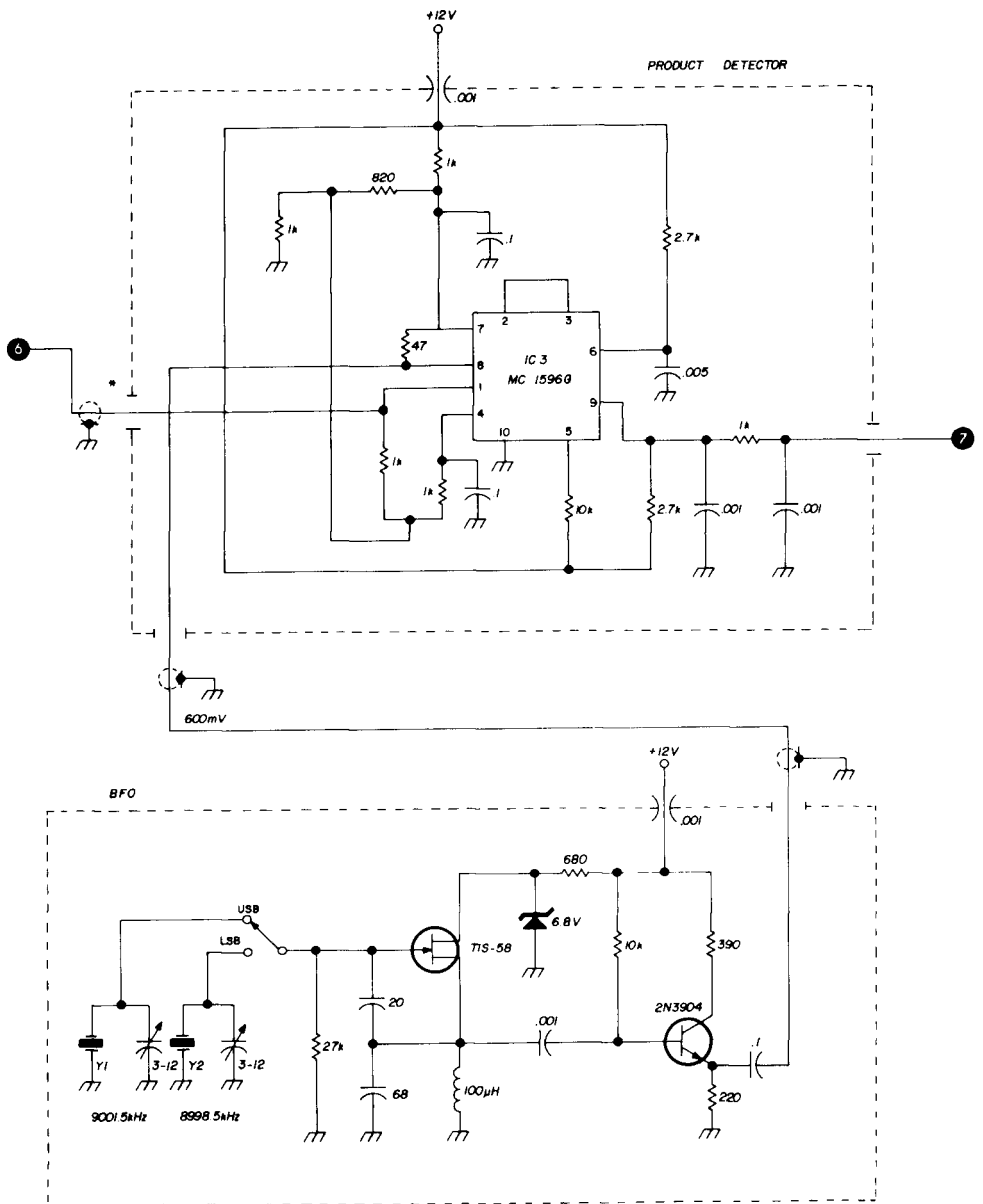 +12V
PRODUCT DETECTOR
.001
1k
820
1k
.1
2.7k
6
47
7
2
3
8
IC 3
MC 1596G
6
.005
1
4
9
10
5
*
1k
1k
.1
10k
2.7k
.001
1k
.001
7
600mV
+12V
BFO
.001
680
USB
6.8V
10k
390
LSB
TIS-58
2N3904
20
.001
.1
27k
Y1
3-12
Y2
3-12
68
100µH
220
9001.5kHz
8998.5kHz